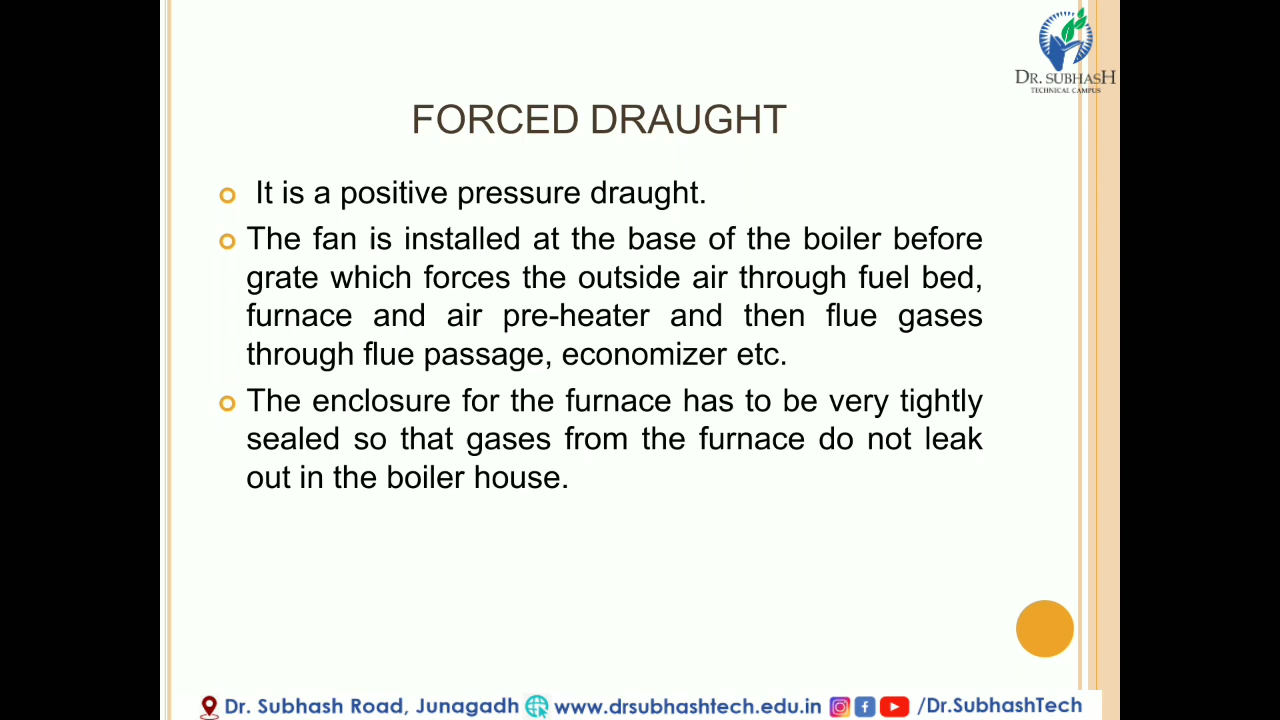 DR. SUBHASH
TECHNICAL CAMPUS
FORCED DRAUGHT
It is a positive pressure draught.
The fan is installed at the base of the boiler before
grate which forces the outside air through fuel bed,
furnace and air pre-heater and then flue gases
through flue passage, economizer etc.
The enclosure for the furnace has to be very tightly
sealed so that gases from the furnace do not leak
out in the boiler house.
Dr. Subhash Road, Junagadh www.drsubhashtech.edu.in /Dr.SubhashTech